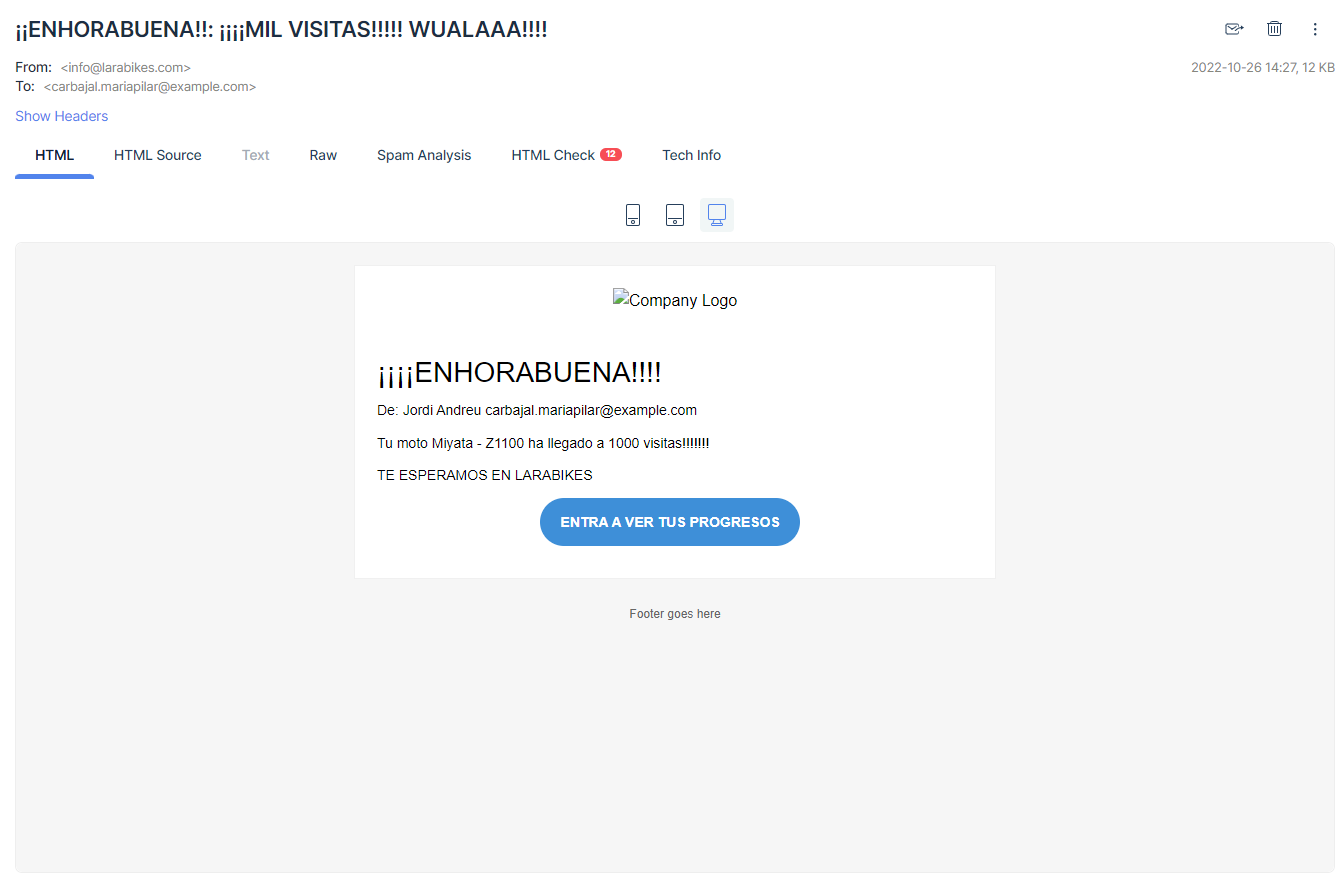 ¡¡ENHORABUENA!!: ¡¡¡¡MIL VISITAS!!!!! WUALAAA!!!!
From: <info@larabikes.com>
2022-10-26 14:27, 12 KB
To: <carbajal.mariapilar@example.com>
Show Headers
HTML HTML Source Text Raw Spam Analysis HTML Check 12 Tech Info
Company Logo
¡¡¡¡ENHORABUENA!!!!
De: Jordi Andreu carbajal.mariapilar@example.com
Tu moto Miyata - Z1100 ha llegado a 1000 visitas!!!!!!!
TE ESPERAMOS EN LARABIKES
ENTRA A VER TUS PROGRESOS
Footer goes here